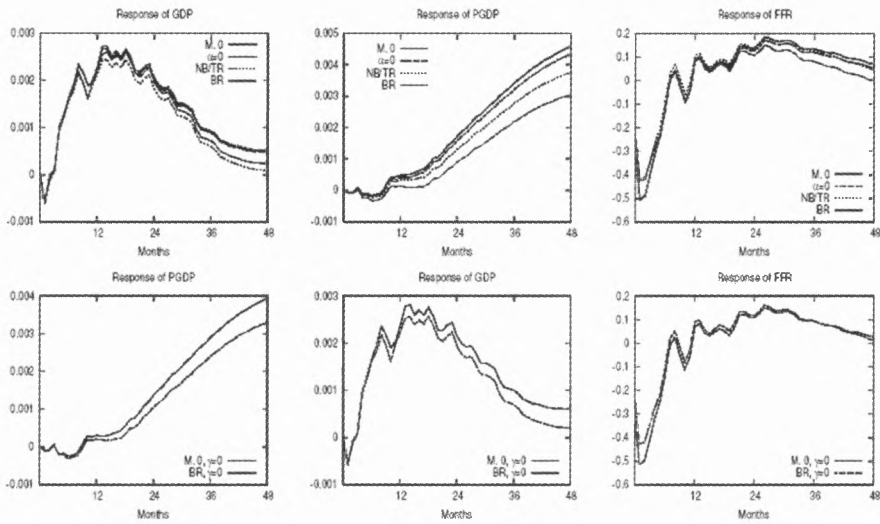 Response of GDP
0.003
0.002
0.001
0
-0.001
12 24 36 48
Months
M. 0
α=0
NB/TR
BR
Response of PGDP
0.005
0.004
0.003
0.002
0.001
0
-0.001
12 24 36 48
Months
M. 0
α=0
NB/TR
BR
Response of FFR
0.2
0.1
0
-0.1
-0.2
-0.3
-0.4
-0.5
-0.6
12 24 36 48
Months
M. 0
α=0
NB/TR
BR
Response of PGDP
0.004
0.003
0.002
0.001
0
-0.001
12 24 36 48
Months
M. 0, γ=0
BR, γ=0
Response of GDP
0.003
0.002
0.001
0
-0.001
12 24 36 48
Months
M. 0, γ=0
BR, γ=0
Response of FFR
0.2
0.1
0
-0.1
-0.2
-0.3
-0.4
-0.5
-0.6
12 24 36 48
Months
M. 0, γ=0
BR, γ=0